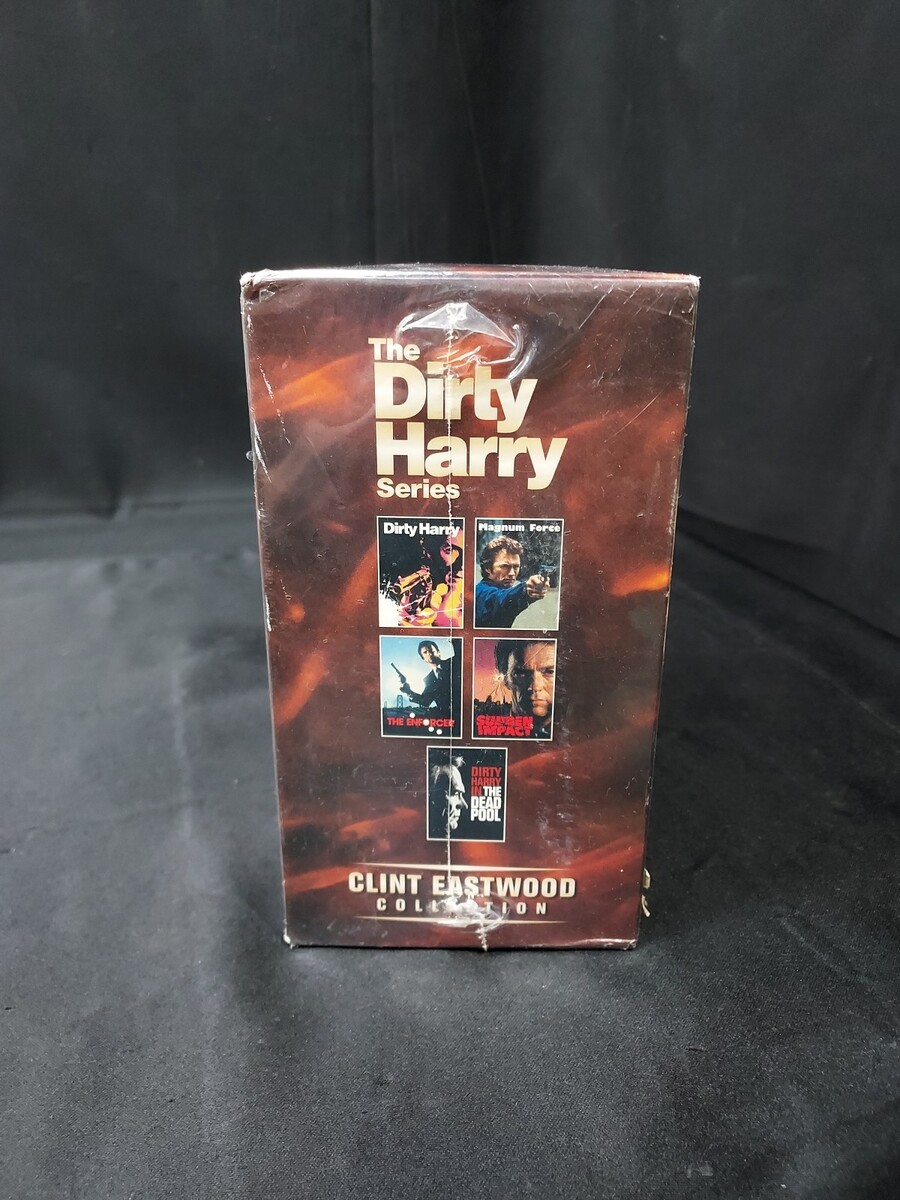 The
Dirty
Harry
Series
Dirty Harry
Magnum Force
THE ENFORCER
SUDDEN
IMPACT
DIRTY
HARRY
IN THE
DEAD
POOL
CLINT EASTWOOD
COLLECTION